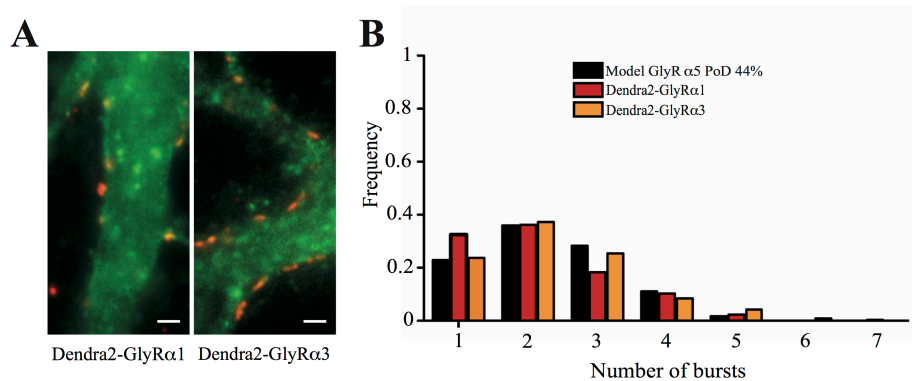 A
Dendra2-GlyRα1
Dendra2-GlyRα3
B
Frequency
1
0.8
0.6
0.4
0.2
0
Model GlyR α5 PoD 44%
Dendra2-GlyRα1
Dendra2-GlyRα3
1 2 3 4 5 6 7
Number of bursts